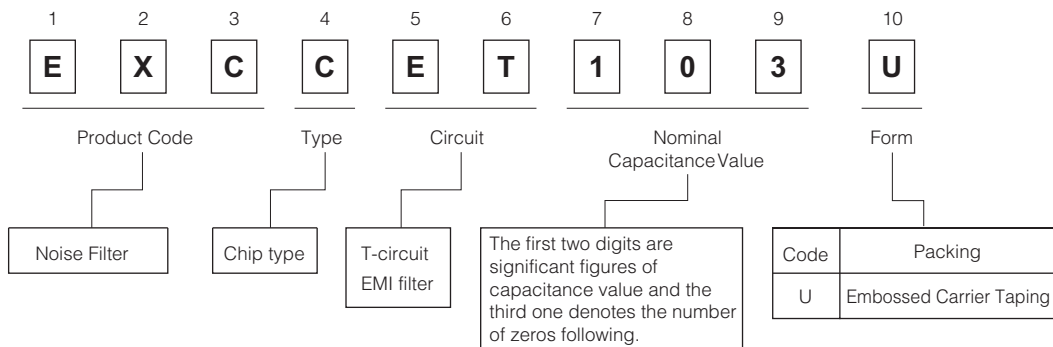 1 2 3 4 5 6 7 8 9 10
E X C C E T 1 0 3 U
Product Code Type Circuit Nominal Capacitance Value Form
Noise Filter
Chip type
T-circuit
EMI filter
The first two digits are
significant figures of
capacitance value and the
third one denotes the number
of zeros following.
Code Packing
U Embossed Carrier Taping